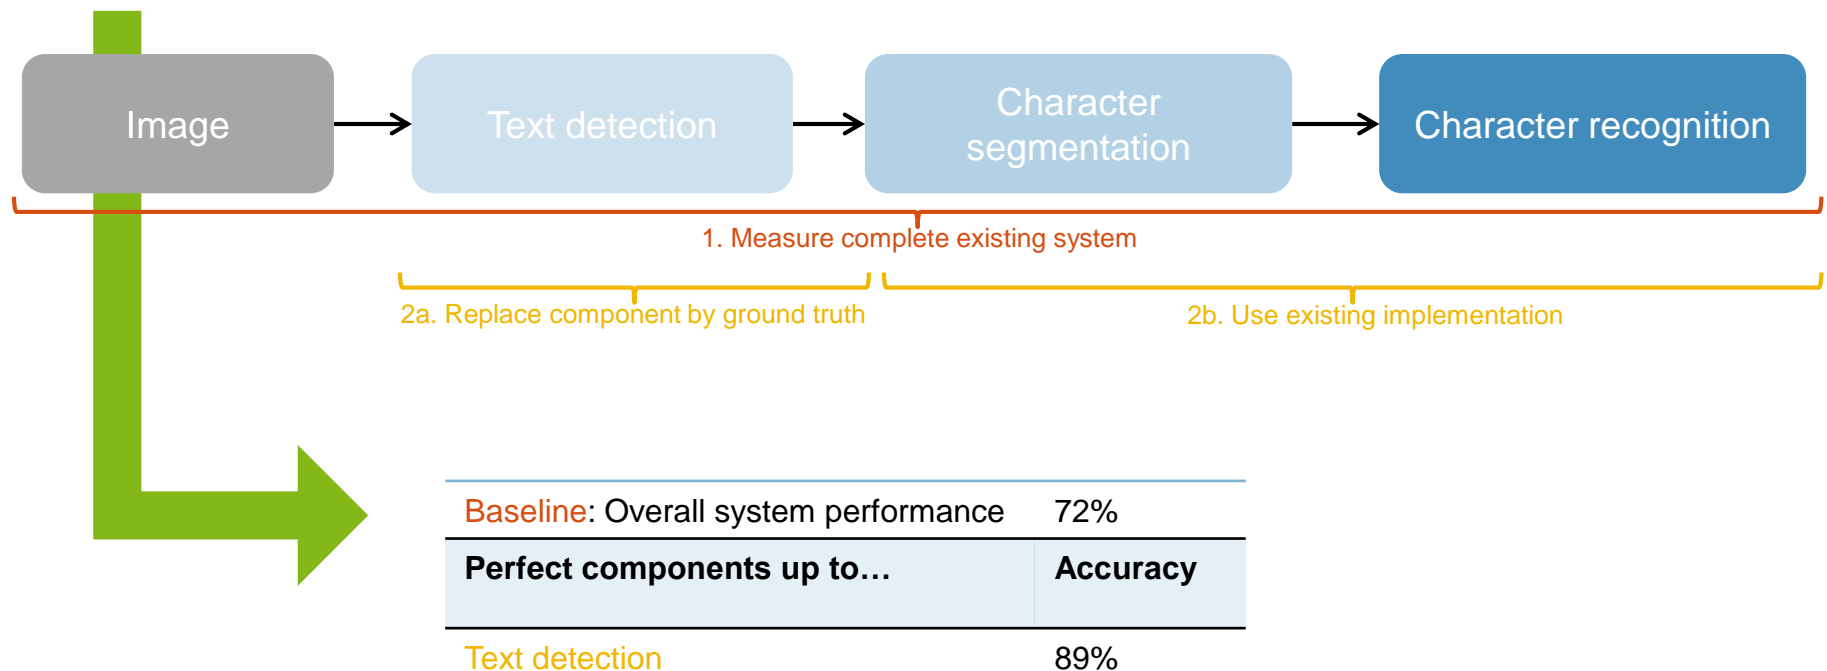 Image
Text detection
Character
segmentation
Character recognition
1. Measure complete existing system
2a. Replace component by ground truth
2b. Use existing implementation
Baseline: Overall system performance 72%
Perfect components up to… Accuracy
Text detection 89%